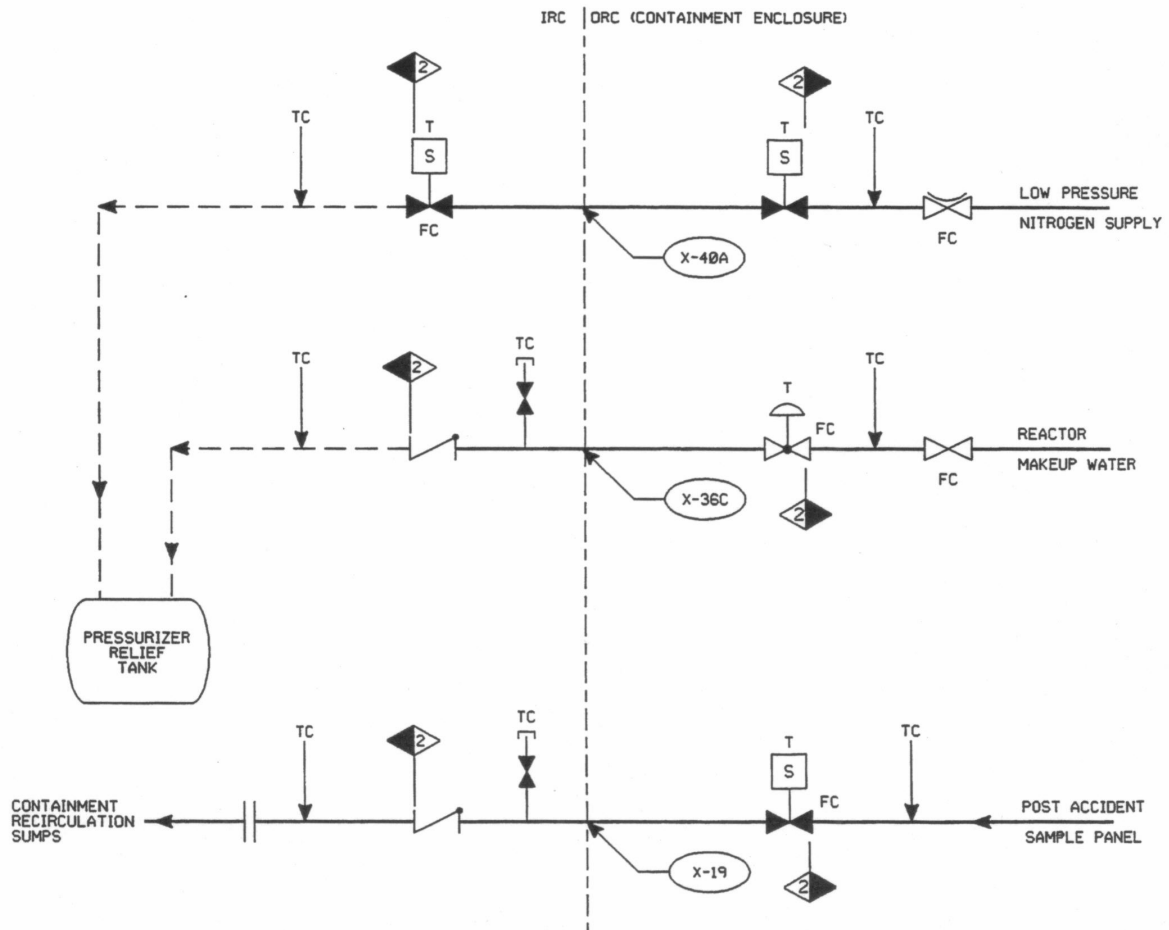 IRC ORC (CONTAINMENT ENCLOSURE)
2
2
TC
T
S
FC
T
S
TC
FC
LOW PRESSURE
NITROGEN SUPPLY
X-40A
TC
2
TC
T
FC
2
TC
FC
REACTOR
MAKEUP WATER
X-36C
PRESSURIZER
RELIEF
TANK
TC
2
TC
T
S
FC
2
TC
CONTAINMENT
RECIRCULATION
SUMPS
POST ACCIDENT
SAMPLE PANEL
X-19